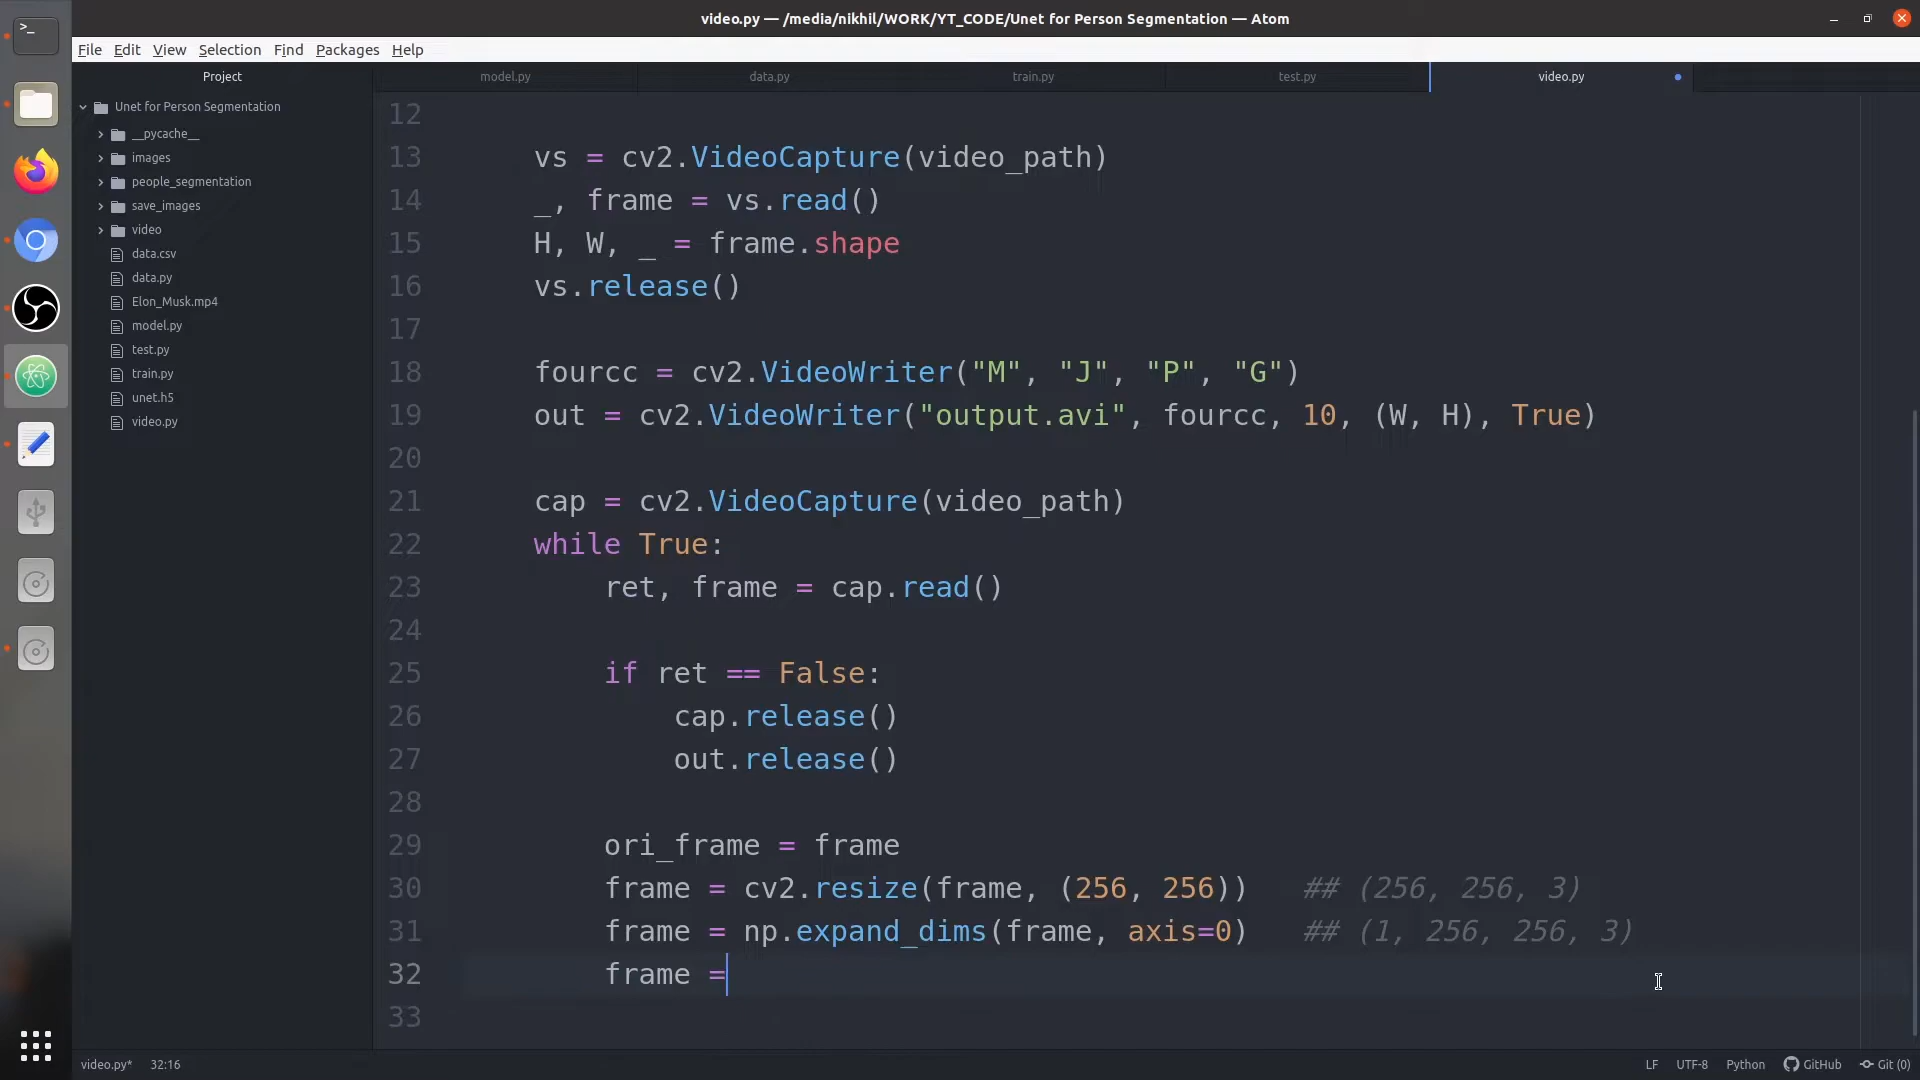 video.py — /media/nikhil/WORK/YT_CODE/Unet for Person Segmentation — Atom
File Edit View Selection Find Packages Help
Project
model.py data.py train.py test.py video.py
Unet for Person Segmentation
__pycache__
images
people_segmentation
save_images
video
data.csv
data.py
Elon_Musk.mp4
model.py
test.py
train.py
unet.h5
video.py
12
13 vs = cv2.VideoCapture(video_path)
14 _, frame = vs.read()
15 H, W, _ = frame.shape
16 vs.release()
17
18 fourcc = cv2.VideoWriter("M", "J", "P", "G")
19 out = cv2.VideoWriter("output.avi", fourcc, 10, (W, H), True)
20
21 cap = cv2.VideoCapture(video_path)
22 while True:
23 ret, frame = cap.read()
24
25 if ret == False:
26 cap.release()
27 out.release()
28
29 ori_frame = frame
30 frame = cv2.resize(frame, (256, 256)) ## (256, 256, 3)
31 frame = np.expand_dims(frame, axis=0) ## (1, 256, 256, 3)
32 frame =
33
video.py* 32:16 LF UTF-8 Python GitHub Git (0)